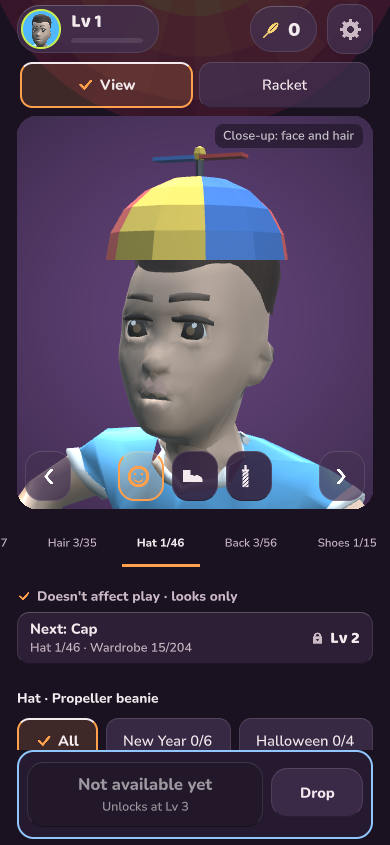 Lv 1
0
View
Racket
Close-up: face and hair
7
Hair 3/35
Hat 1/46
Back 3/56
Shoes 1/15
Doesn't affect play · looks only
Next: Cap
Hat 1/46 · Wardrobe 15/204
Lv 2
Hat · Propeller beanie
All
New Year 0/6
Halloween 0/4
Not available yet
Unlocks at Lv 3
Drop